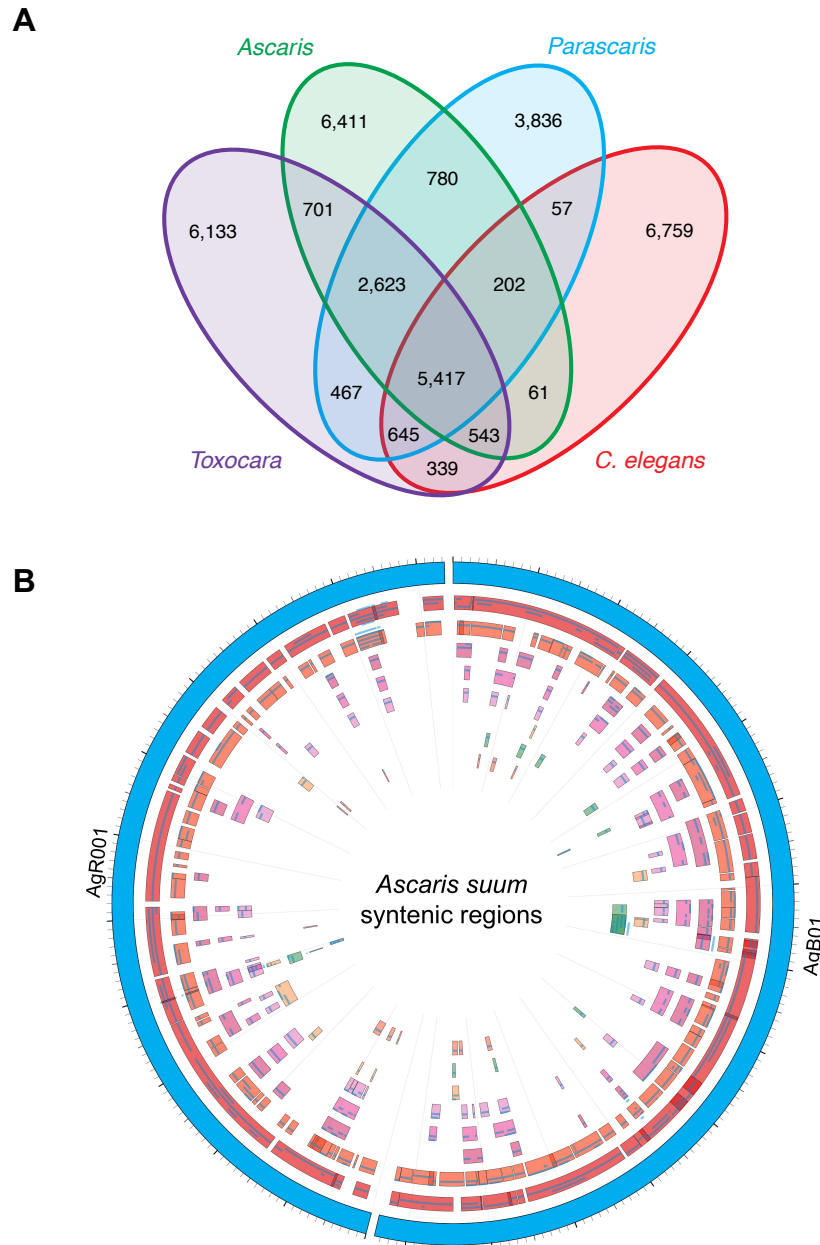 A
Ascaris
Parascaris
6,411
3,836
780
701
57
6,133
6,759
2,623
202
5,417
467
61
645
543
339
Toxocara
C. elegans
B
AgR001
Ascaris suum
syntenic regions
AgB01